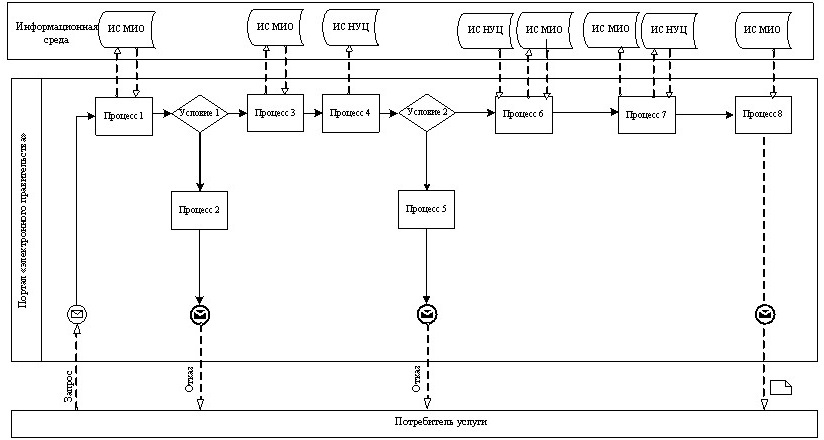 Информационная
среда
ИС МИО
ИС МИО
ИС НУЦ
ИС НУЦ
ИС МИО
ИС МИО
ИС НУЦ
ИС МИО
Портал «электронного правительства»
Процесс 1
Условие 1
Процесс 3
Процесс 4
Условие 2
Процесс 6
Процесс 7
Процесс 8
Процесс 2
Процесс 5
Запрос
Отказ
Отказ
Потребитель услуги